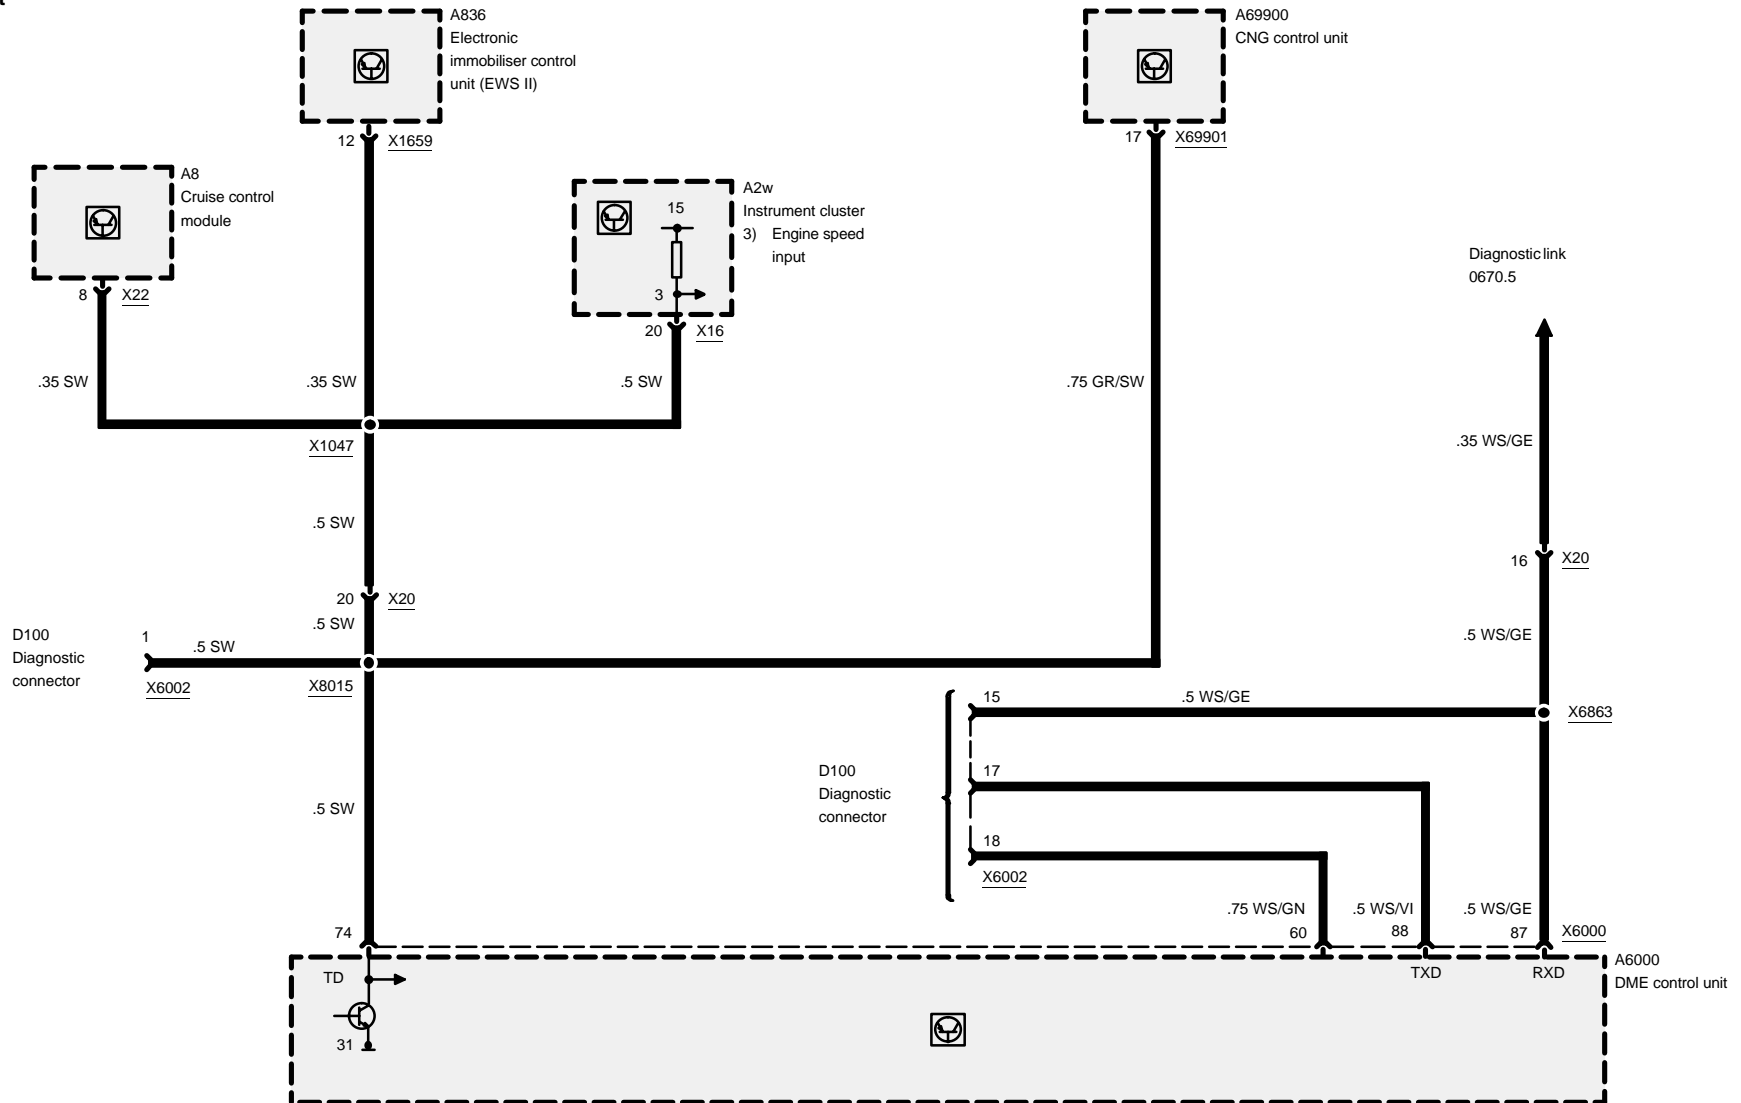 A836
Electronic
immobiliser control
unit (EWS II)
12 X1659
A69900
CNG control unit
17 X69901
A8
Cruise control
module
8 X22
A2w
Instrument cluster
3) Engine speed
input
15
3
20 X16
Diagnostic link
0670.5
.35 SW
.35 SW
.5 SW
.75 GR/SW
.35 WS/GE
X1047
.5 SW
16 X20
20 X20
.5 SW
.5 WS/GE
D100
Diagnostic
connector
1
.5 SW
X6002
X8015
15
.5 WS/GE
X6863
D100
Diagnostic
connector
17
18
X6002
.5 SW
.75 WS/GN
.5 WS/VI
.5 WS/GE
74
60
88
87
X6000
A6000
DME control unit
TD
TXD
RXD
31